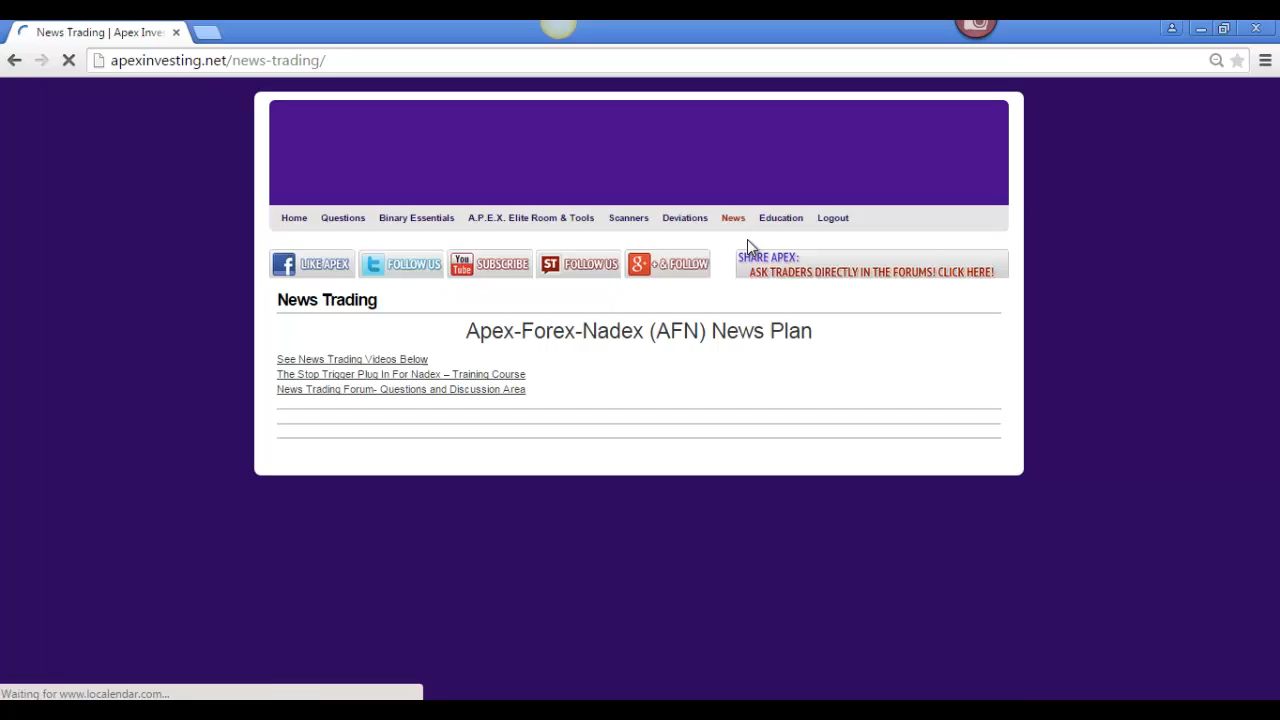 News Trading | Apex Inve
apexinvesting.net/news-trading/
Home Questions Binary Essentials A.P.E.X. Elite Room & Tools Scanners Deviations News Education Logout
LIKE APEX FOLLOW US You Tube SUBSCRIBE ST FOLLOW US g+ + & FOLLOW SHARE APEX:
ASK TRADERS DIRECTLY IN THE FORUMS! CLICK HERE!
News Trading
Apex-Forex-Nadex (AFN) News Plan
See News Trading Videos Below
The Stop Trigger Plug In For Nadex – Training Course
News Trading Forum- Questions and Discussion Area
Waiting for www.localendar.com...